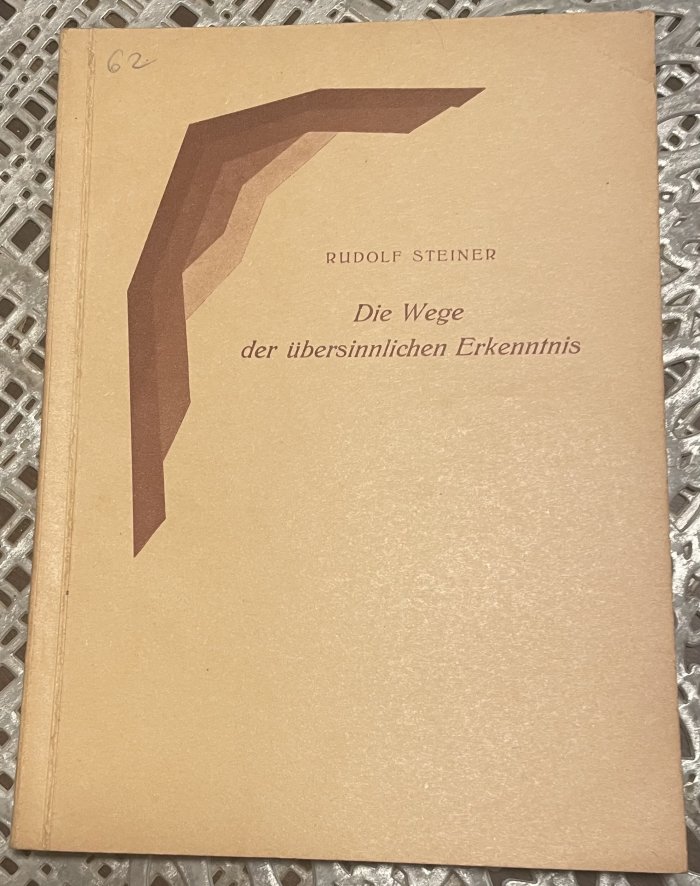 62
RUDOLF STEINER
Die Wege
der übersinnlichen Erkenntnis